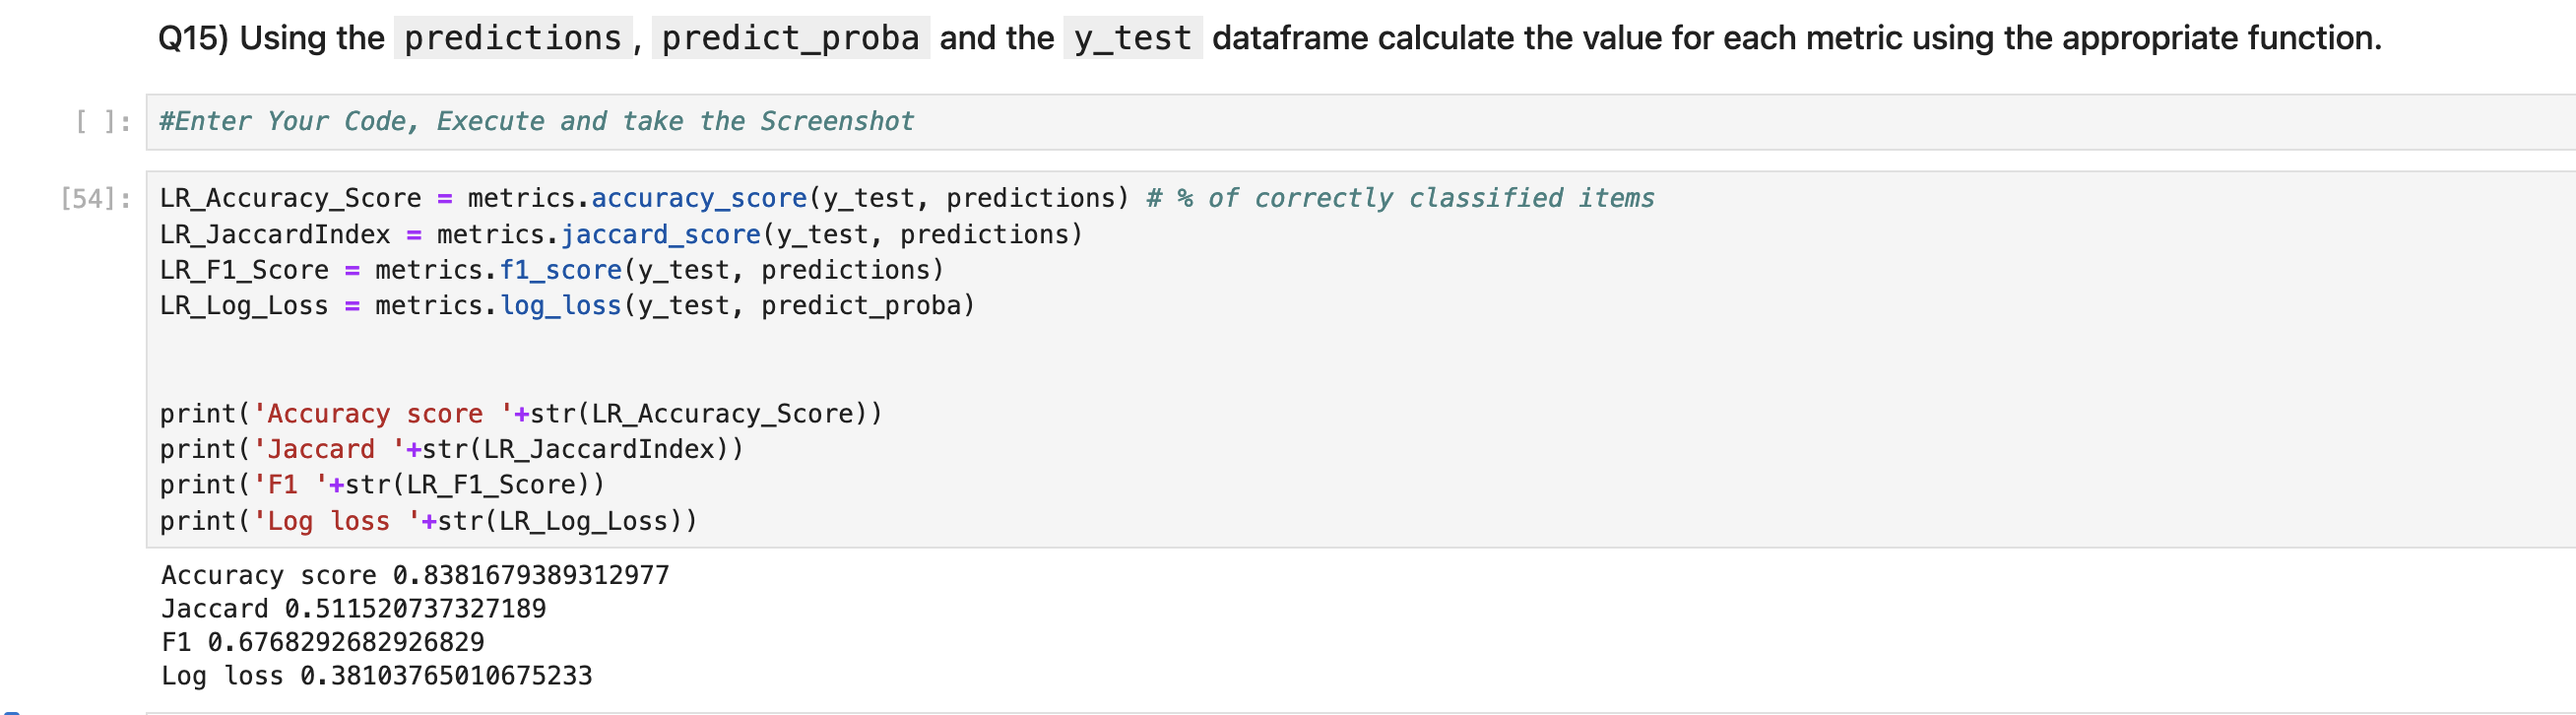 Q15) Using the predictions, predict_proba and the y_test dataframe calculate the value for each metric using the appropriate function.
[ ]: #Enter Your Code, Execute and take the Screenshot
[54]: LR_Accuracy_Score = metrics.accuracy_score(y_test, predictions) # % of correctly classified items
LR_JaccardIndex = metrics.jaccard_score(y_test, predictions)
LR_F1_Score = metrics.f1_score(y_test, predictions)
LR_Log_Loss = metrics.log_loss(y_test, predict_proba)
print('Accuracy score '+str(LR_Accuracy_Score))
print('Jaccard '+str(LR_JaccardIndex))
print('F1 '+str(LR_F1_Score))
print('Log loss '+str(LR_Log_Loss))
Accuracy score 0.8381679389312977
Jaccard 0.511520737327189
F1 0.6768292682926829
Log loss 0.38103765010675233